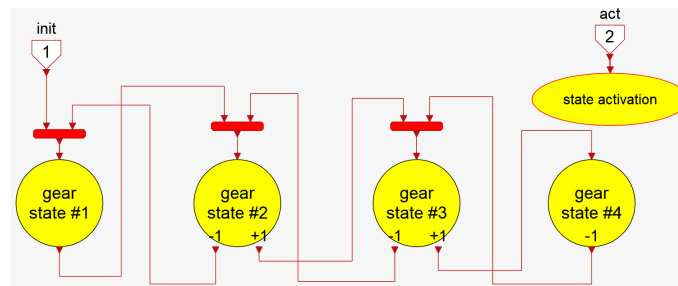 init
1
act
2
state activation
gear
state #1
gear
state #2
-1 +1
gear
state #3
-1 +1
gear
state #4
-1